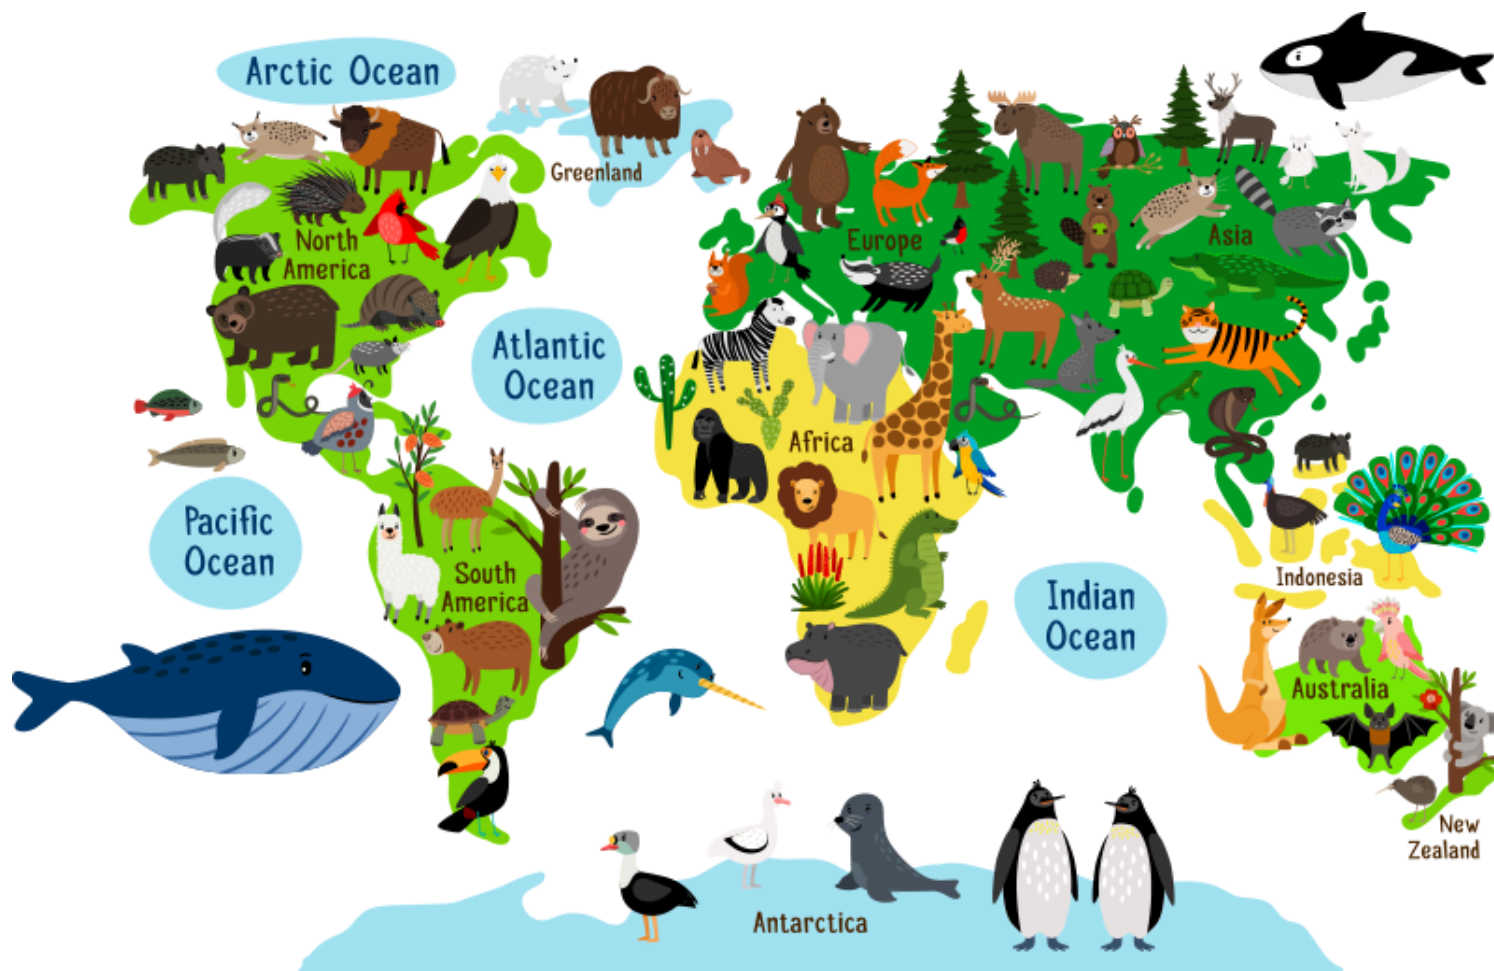 Arctic Ocean
Greenland
North
America
Europe
Asia
Atlantic
Ocean
Africa
Pacific
Ocean
South
America
Indian
Ocean
Indonesia
Australia
New
Zealand
Antarctica